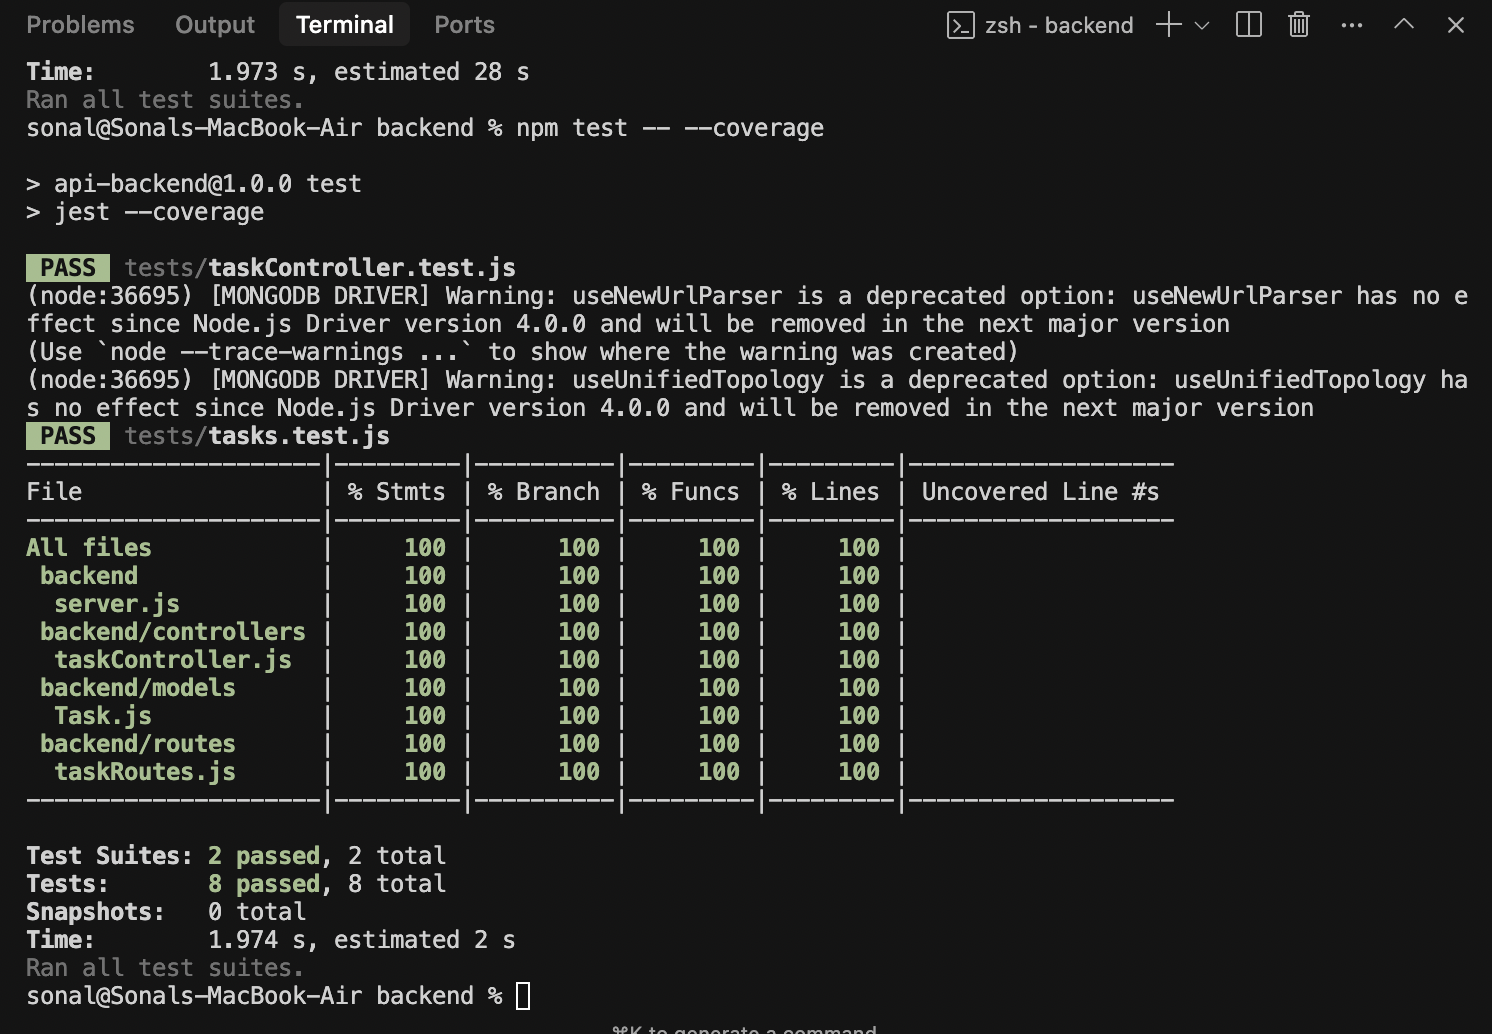 Problems Output Terminal Ports zsh - backend
Time: 1.973 s, estimated 28 s
Ran all test suites.
sonal@Sonals-MacBook-Air backend % npm test -- --coverage
> api-backend@1.0.0 test
> jest --coverage
PASS tests/taskController.test.js
(node:36695) [MONGODB DRIVER] Warning: useNewUrlParser is a deprecated option: useNewUrlParser has no e
ffect since Node.js Driver version 4.0.0 and will be removed in the next major version
(Use `node --trace-warnings ...` to show where the warning was created)
(node:36695) [MONGODB DRIVER] Warning: useUnifiedTopology is a deprecated option: useUnifiedTopology ha
s no effect since Node.js Driver version 4.0.0 and will be removed in the next major version
PASS tests/tasks.test.js
---------------------|---------|----------|---------|---------|-------------------
File | % Stmts | % Branch | % Funcs | % Lines | Uncovered Line #s
---------------------|---------|----------|---------|---------|-------------------
All files | 100 | 100 | 100 | 100 |
backend | 100 | 100 | 100 | 100 |
server.js | 100 | 100 | 100 | 100 |
backend/controllers | 100 | 100 | 100 | 100 |
taskController.js | 100 | 100 | 100 | 100 |
backend/models | 100 | 100 | 100 | 100 |
Task.js | 100 | 100 | 100 | 100 |
backend/routes | 100 | 100 | 100 | 100 |
taskRoutes.js | 100 | 100 | 100 | 100 |
---------------------|---------|----------|---------|---------|-------------------
Test Suites: 2 passed, 2 total
Tests: 8 passed, 8 total
Snapshots: 0 total
Time: 1.974 s, estimated 2 s
Ran all test suites.
sonal@Sonals-MacBook-Air backend %
⌘K to generate a command